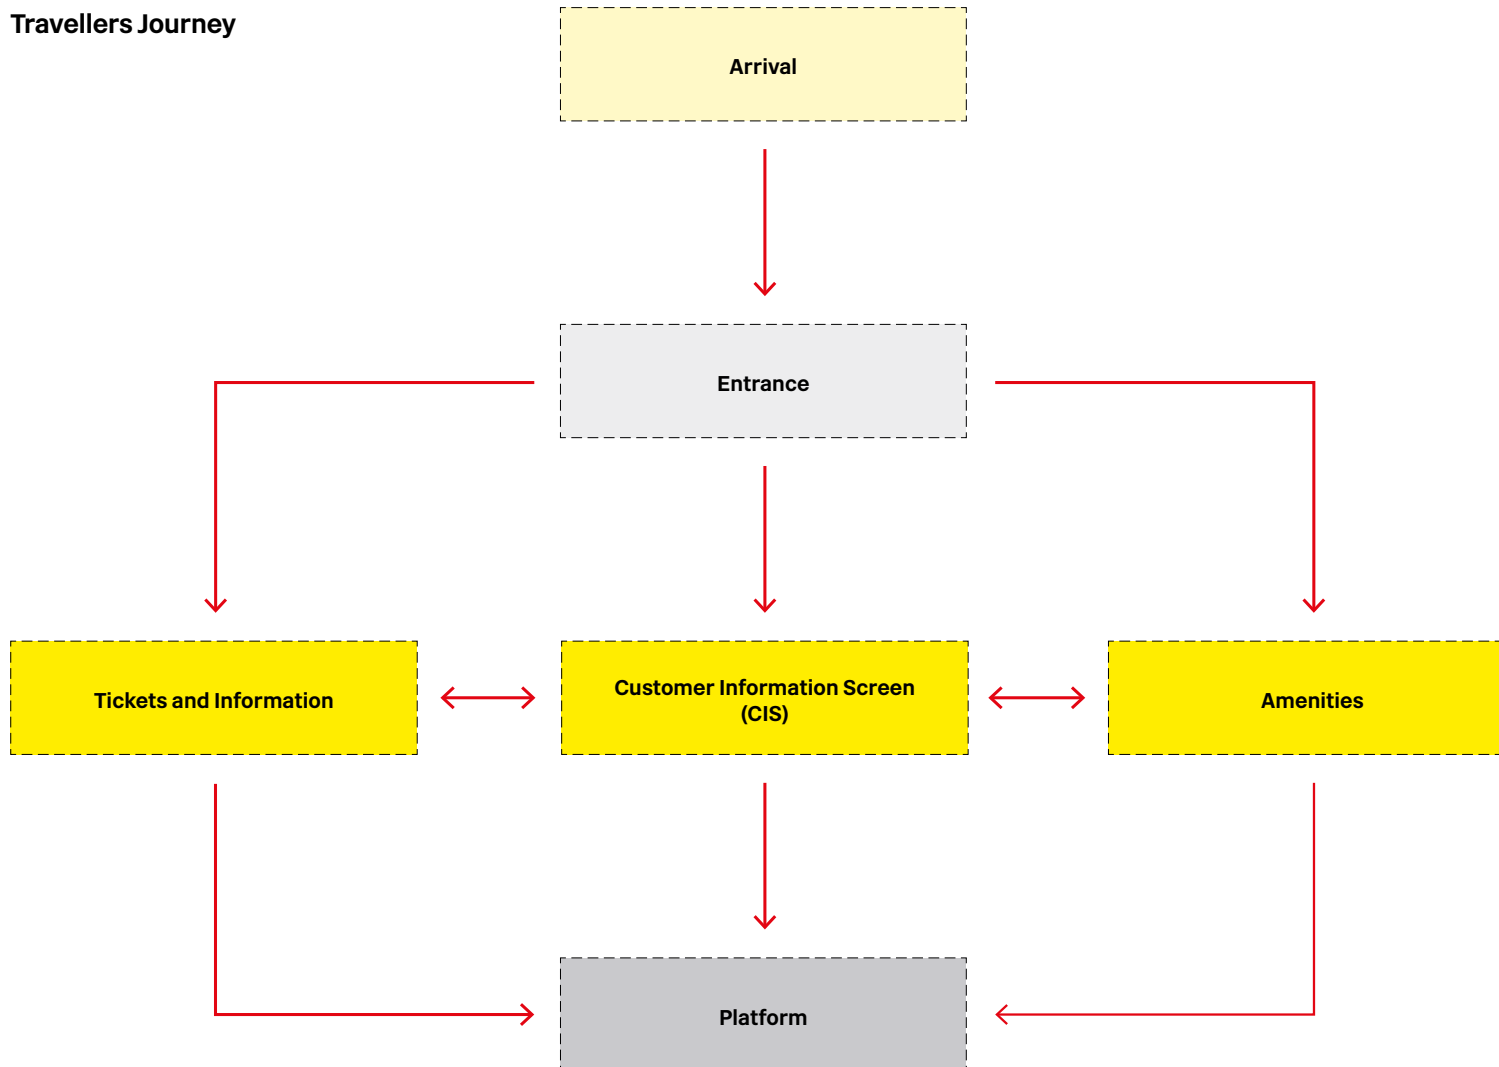 Travellers Journey
Arrival
Entrance
Tickets and Information
Customer Information Screen
(CIS)
Amenities
Platform